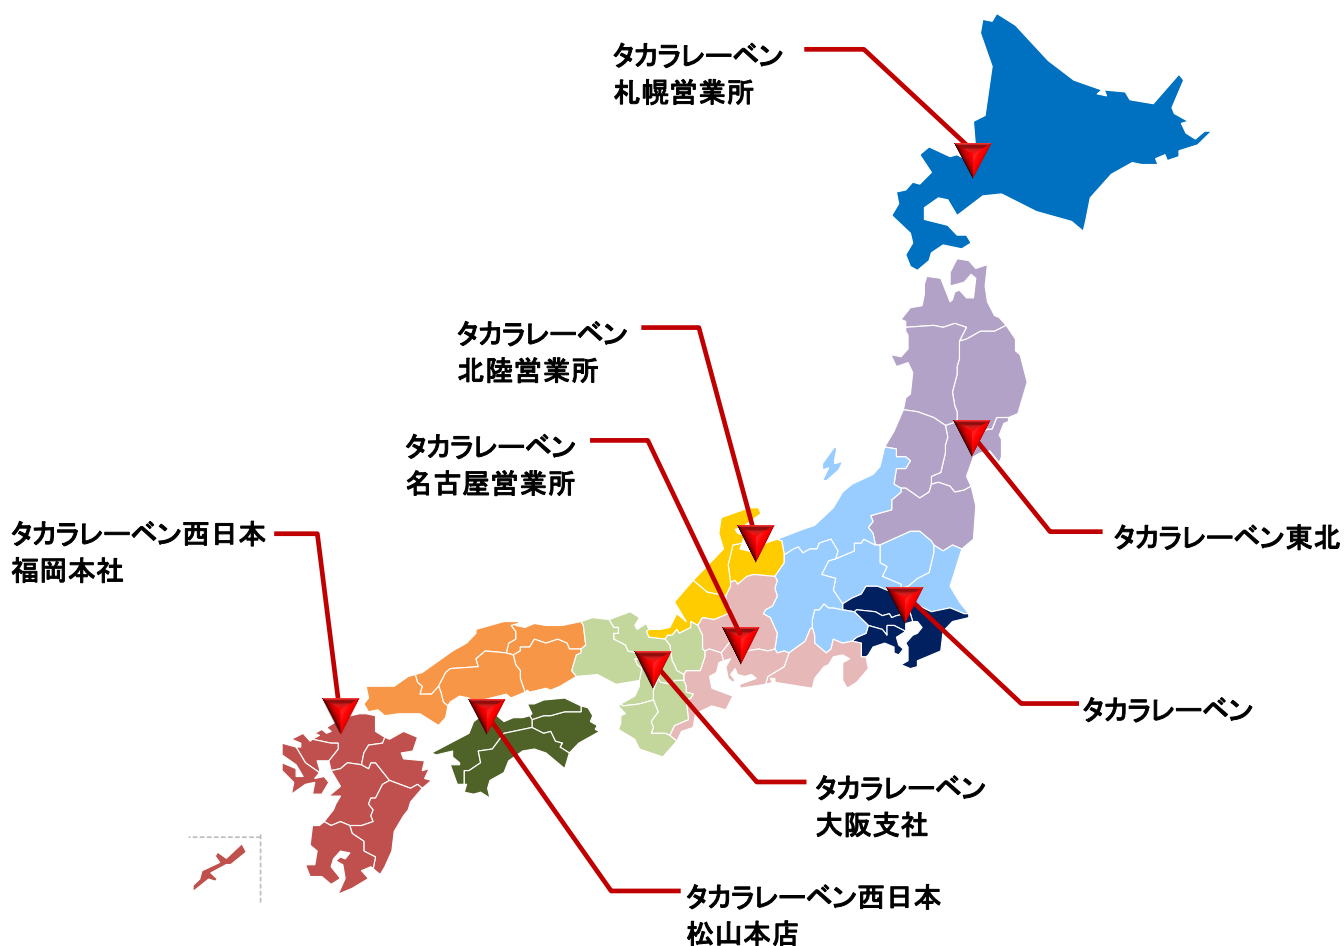 タカラレーベン
札幌営業所
タカラレーベン
北陸営業所
タカラレーベン
名古屋営業所
タカラレーベン西日本
福岡本社
タカラレーベン東北
タカラレーベン
タカラレーベン
大阪支社
タカラレーベン西日本
松山本店